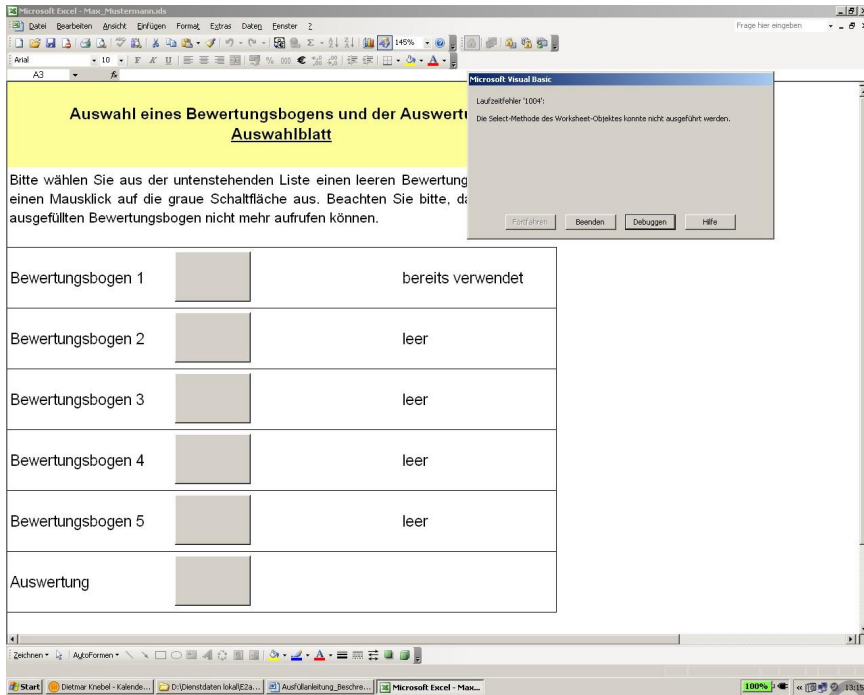 Microsoft Excel - Max_Mustermann.xls
Datei Bearbeiten Ansicht Einfügen Format Extras Daten Fenster ?
Frage hier eingeben
145%
Arial
10
F K U
A3
fx
Microsoft Visual Basic
Laufzeitfehler '1004':
Die Select-Methode des Worksheet-Objektes konnte nicht ausgeführt werden.
Fortfahren Beenden Debuggen Hilfe
Auswahl eines Bewertungsbogens und der Auswert
Auswahlblatt
Bitte wählen Sie aus der untenstehenden Liste einen leeren Bewertung
einen Mausklick auf die graue Schaltfläche aus. Beachten Sie bitte, da
ausgefüllten Bewertungsbogen nicht mehr aufrufen können.
Bewertungsbogen 1 bereits verwendet
Bewertungsbogen 2 leer
Bewertungsbogen 3 leer
Bewertungsbogen 4 leer
Bewertungsbogen 5 leer
Auswertung
Zeichnen AutoFormen
Start Dietmar Knebel - Kalende... D:\Dienstdaten lokal\E2a... Ausfüllanleitung_Beschre... Microsoft Excel - Max... 100% 13:15